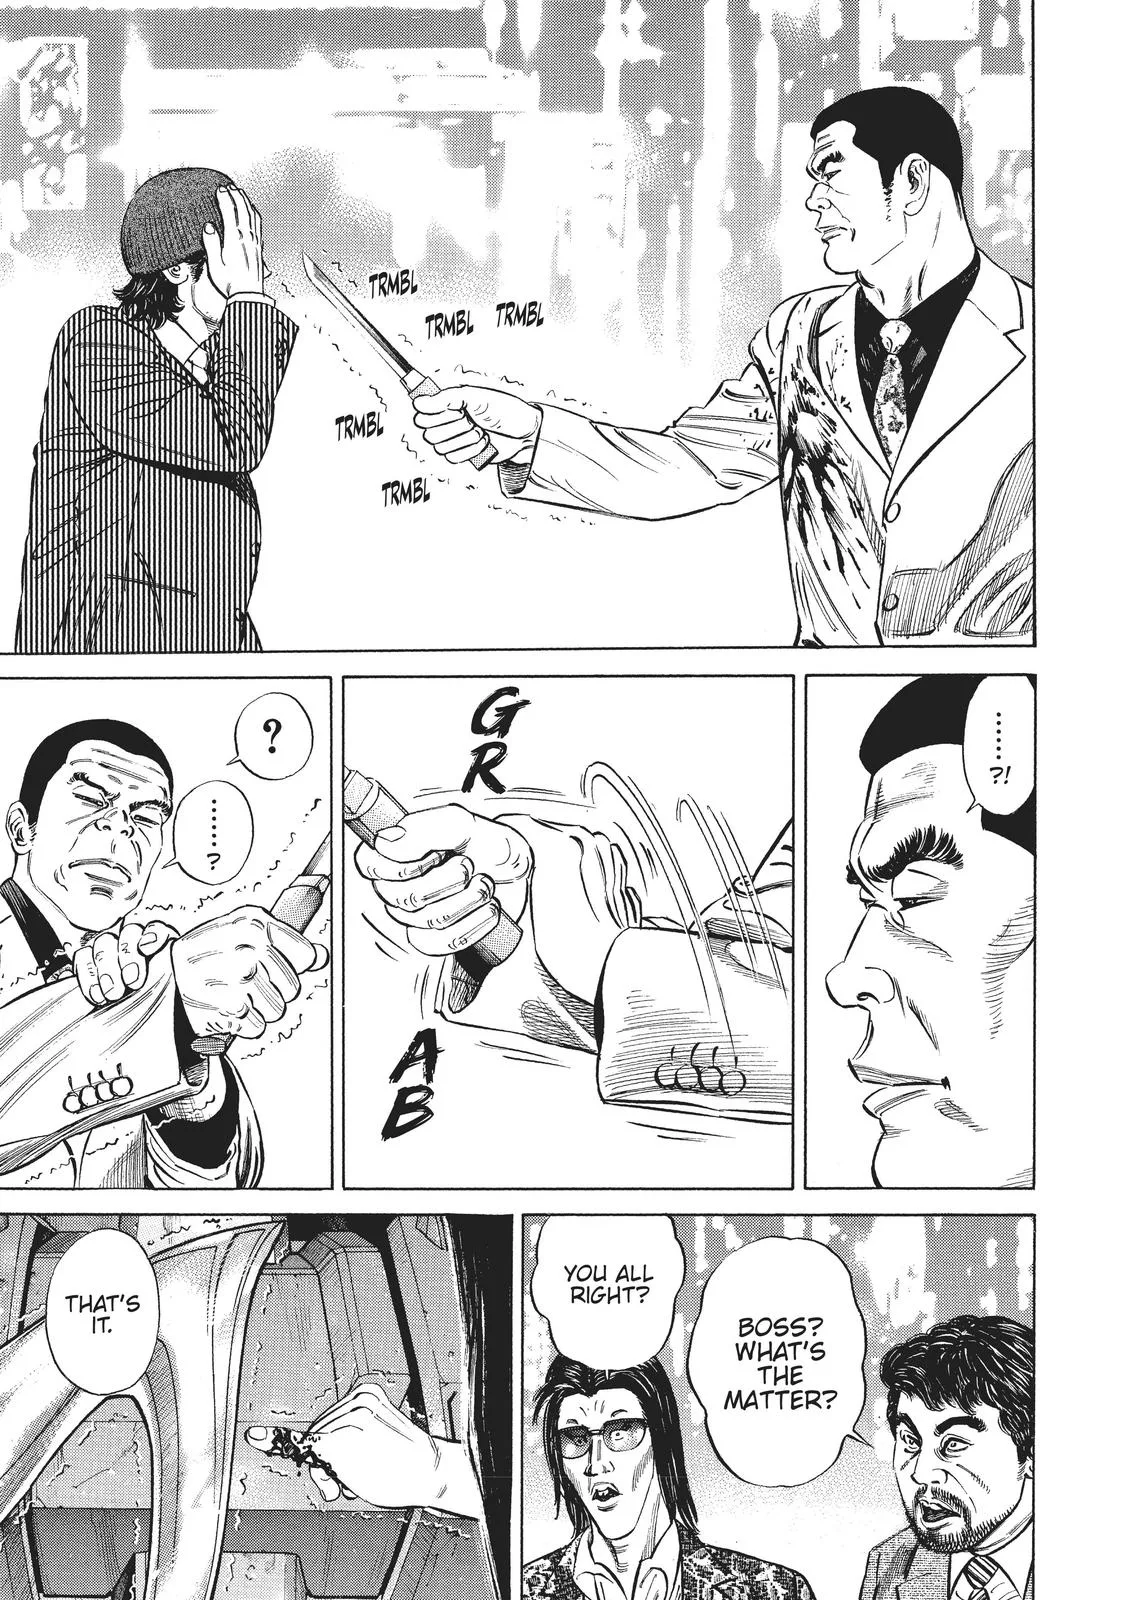 TRMBL
TRMBL
TRMBL
TRMBL
TRMBL
......
?!
GR
AB
?
......
?
YOU ALL
RIGHT?
BOSS?
WHAT'S
THE
MATTER?
THAT'S
IT.